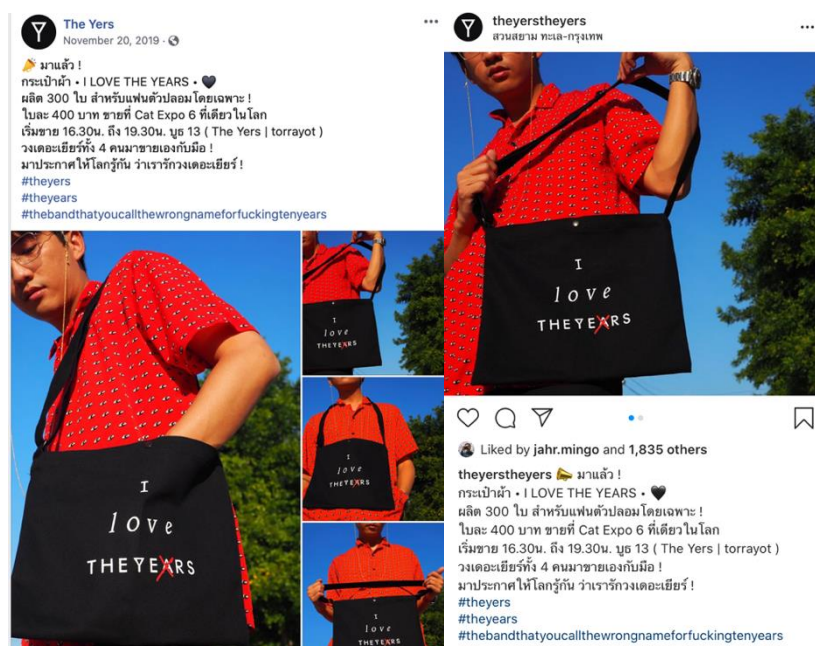 The Yers
November 20, 2019
มาแล้ว !
กระเป๋าผ้า • I LOVE THE YEARS •
ผลิต 300 ใบ สำหรับแฟนตัวปลอมโดยเฉพาะ !
ใบละ 400 บาท ขายที่ Cat Expo 6 ที่เดียวในโลก
เริ่มขาย 16.30น. ถึง 19.30น. บูธ 13 ( The Yers | torrayot )
วงเดอะเยียร์ทั้ง 4 คนมาขายเองกับมือ !
มาประกาศให้โลกรู้กัน ว่าเรารักวงเดอะเยียร์ !
#theyers
#theyears
#thebandthatyoucallthewrongnameforfuckingtenyears
I
love
THEYEARS
I
love
THEYEARS
I
love
THEYEARS
I
love
THEYEARS
theyerstheyers
สวนสยาม ทะเล-กรุงเทพ
I
love
THEYEARS
Liked by jahr.mingo and 1,835 others
theyerstheyers มาแล้ว !
กระเป๋าผ้า • I LOVE THE YEARS •
ผลิต 300 ใบ สำหรับแฟนตัวปลอมโดยเฉพาะ !
ใบละ 400 บาท ขายที่ Cat Expo 6 ที่เดียวในโลก
เริ่มขาย 16.30น. ถึง 19.30น. บูธ 13 ( The Yers | torrayot )
วงเดอะเยียร์ทั้ง 4 คนมาขายเองกับมือ !
มาประกาศให้โลกรู้กัน ว่าเรารักวงเดอะเยียร์ !
#theyers
#theyears
#thebandthatyoucallthewrongnameforfuckingtenyears